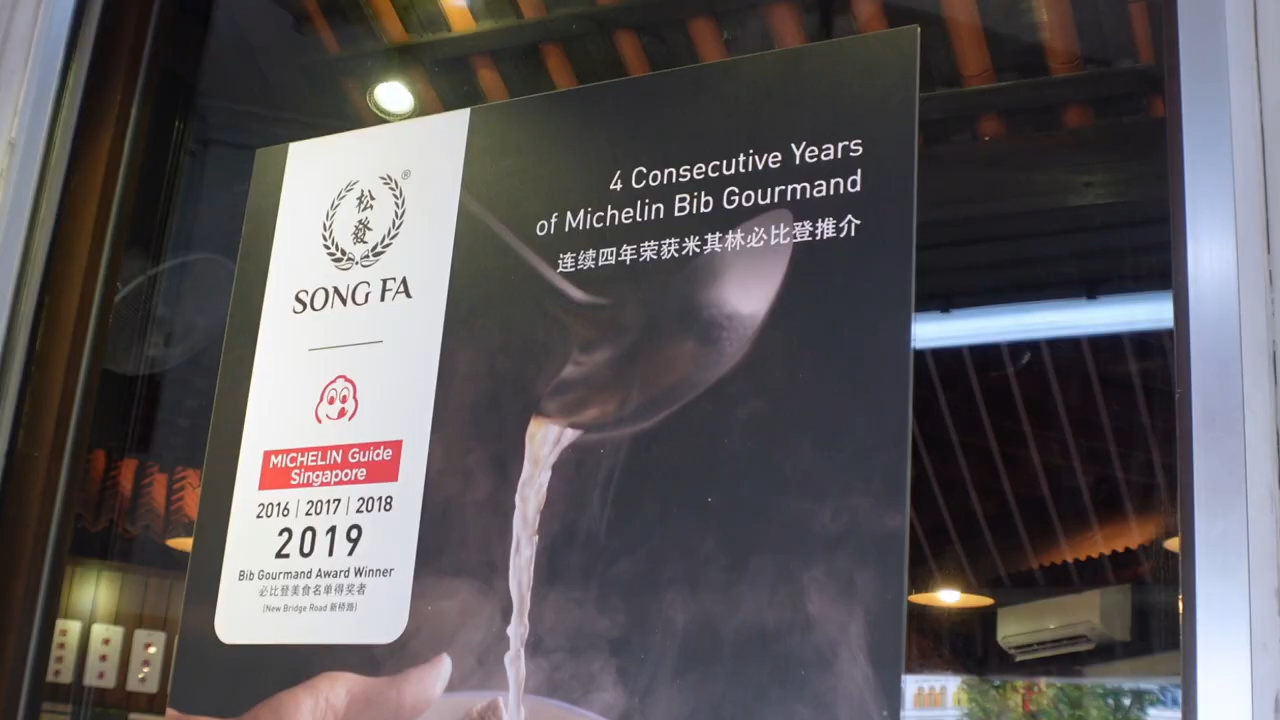 松
發
®
SONG FA
MICHELIN Guide
Singapore
2016 | 2017 | 2018
2019
Bib Gourmand Award Winner
必比登美食名单得奖者
(New Bridge Road 新桥路)
4 Consecutive Years
of Michelin Bib Gourmand
连续四年荣获米其林必比登推介